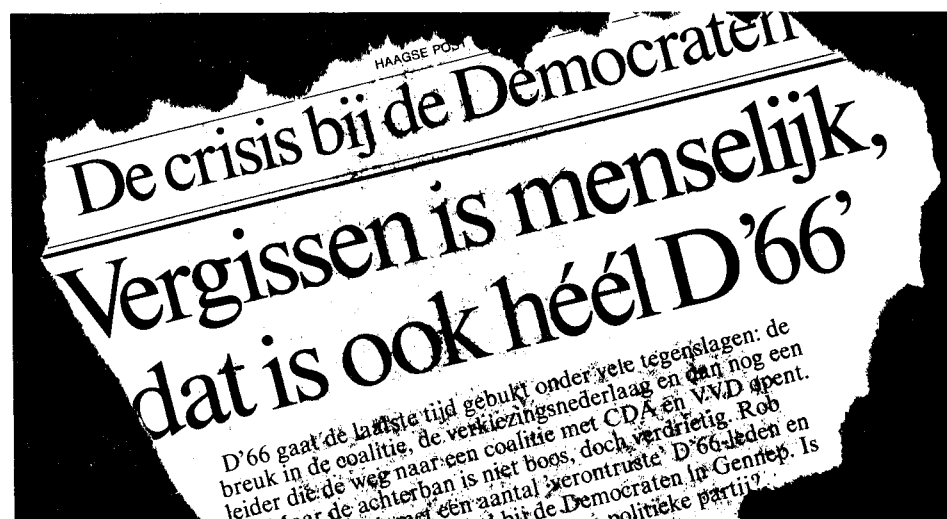 HAAGSE POST
De crisis bij de Democraten
Vergissen is menselijk,
dat is ook héél D'66'
D'66 gaat de laatste tijd gebukt onder vele tegenslagen: de
breuk in de coalitie, de verkiezingsnederlaag en dan nog een
leider die de weg naar een coalitie met CDA en VVD opent.
de achterban is niet boos, doch verdrietig. Rob
met een aantal 'verontruste' D'66-leden en
bij de Democraten in Gennep. Is
politieke partij?